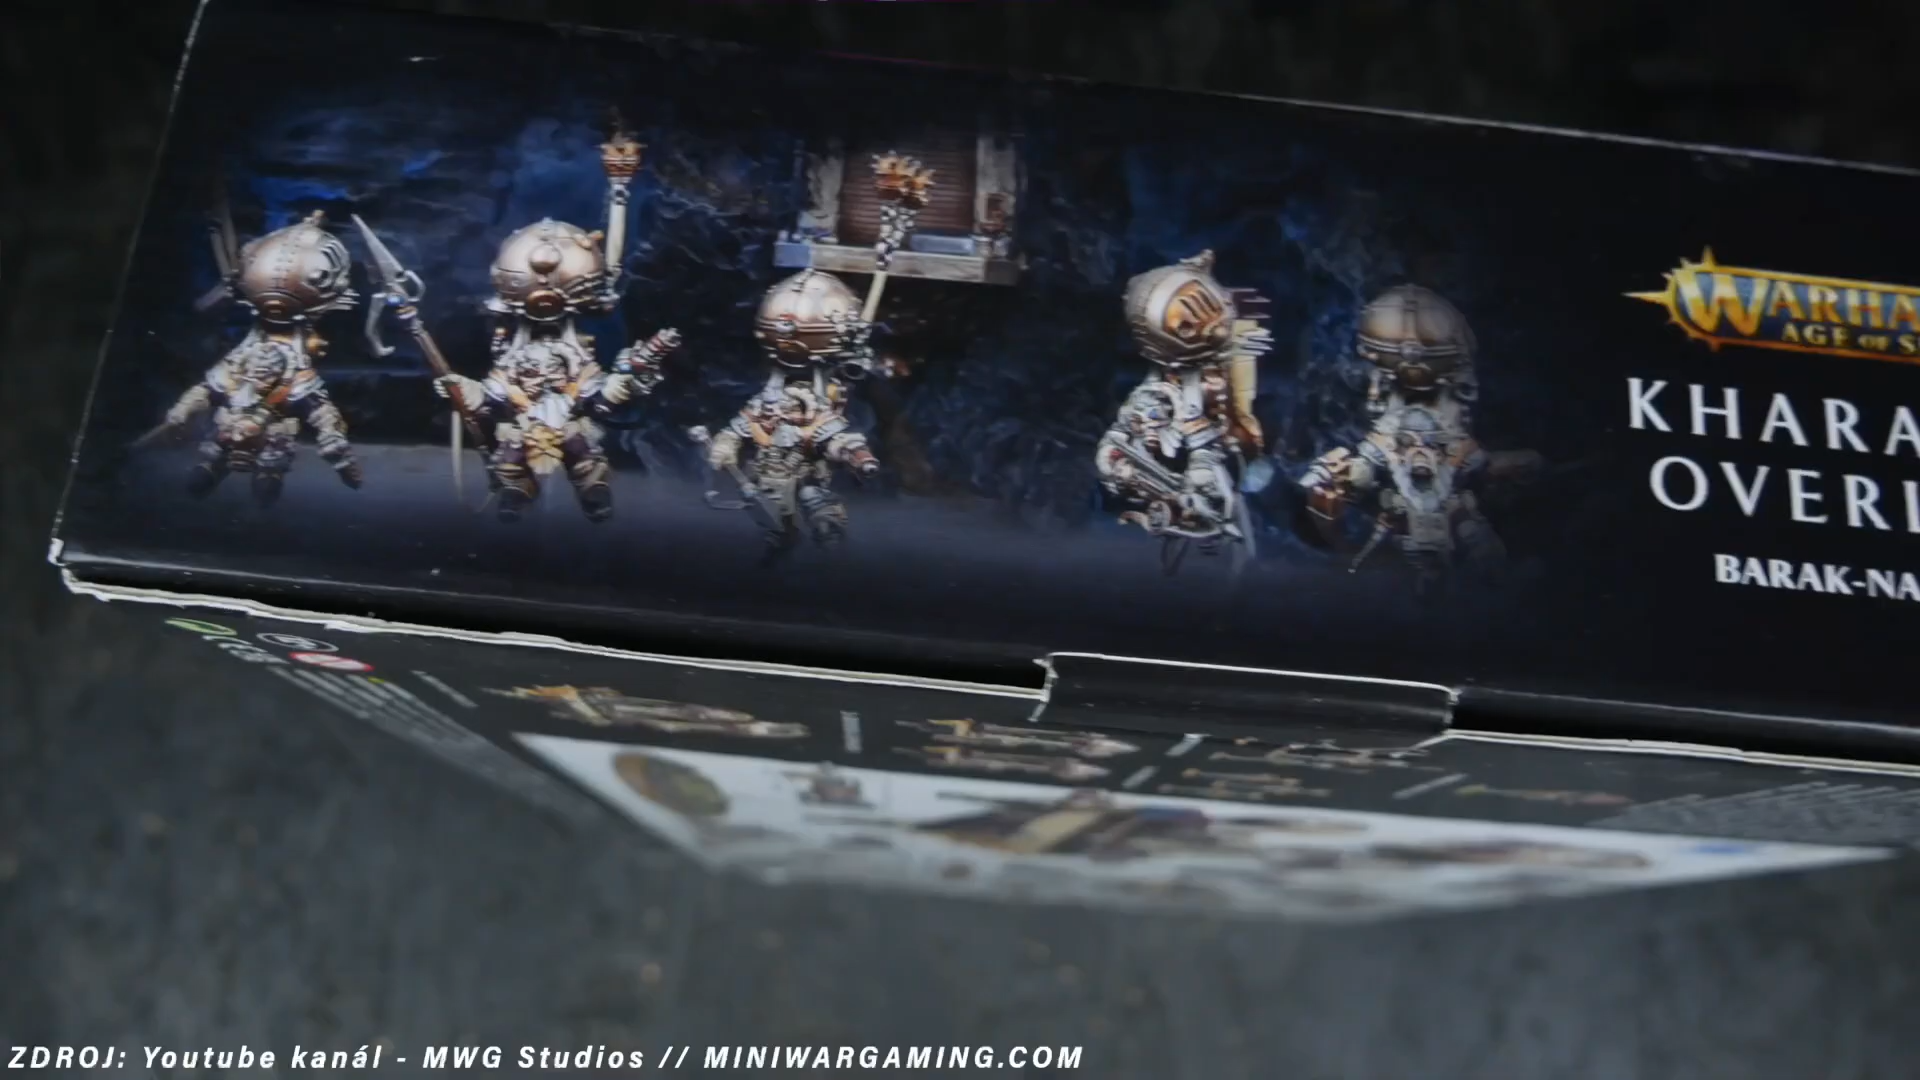 WARHA
AGE OF S
KHARA
OVERL
BARAK-NA
ZDROJ: Youtube kanál - MWG Studios // MINIWARGAMING.COM